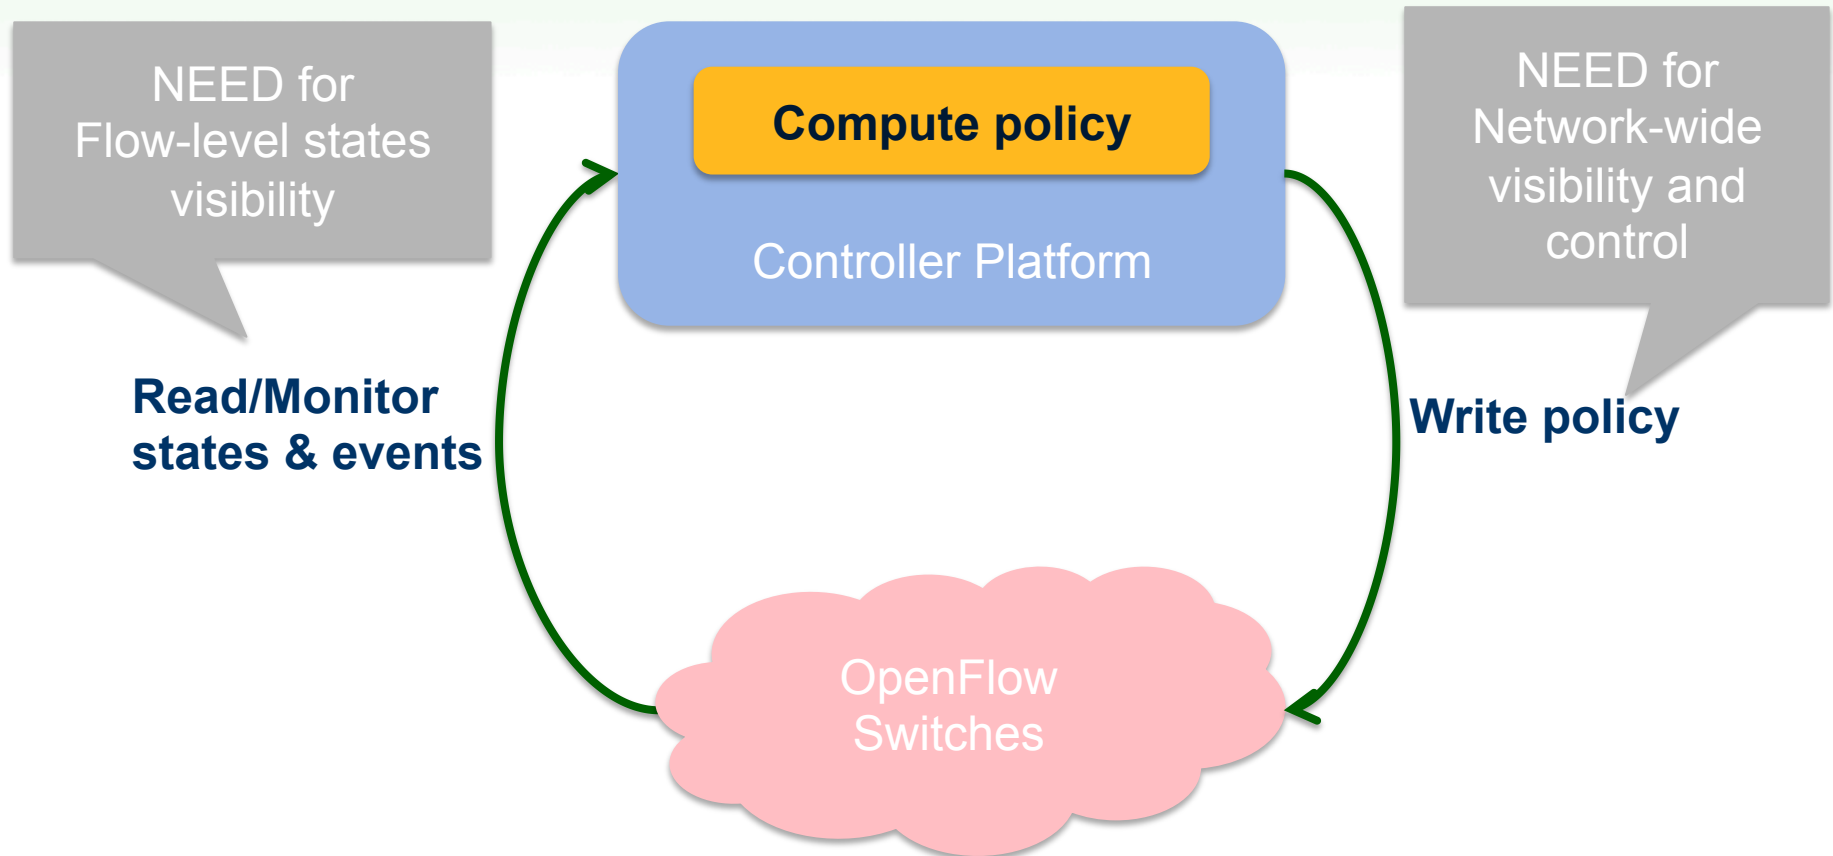 NEED for
Flow-level states
visibility
Compute policy
Controller Platform
NEED for
Network-wide
visibility and
control
Read/Monitor
states & events
Write policy
OpenFlow
Switches